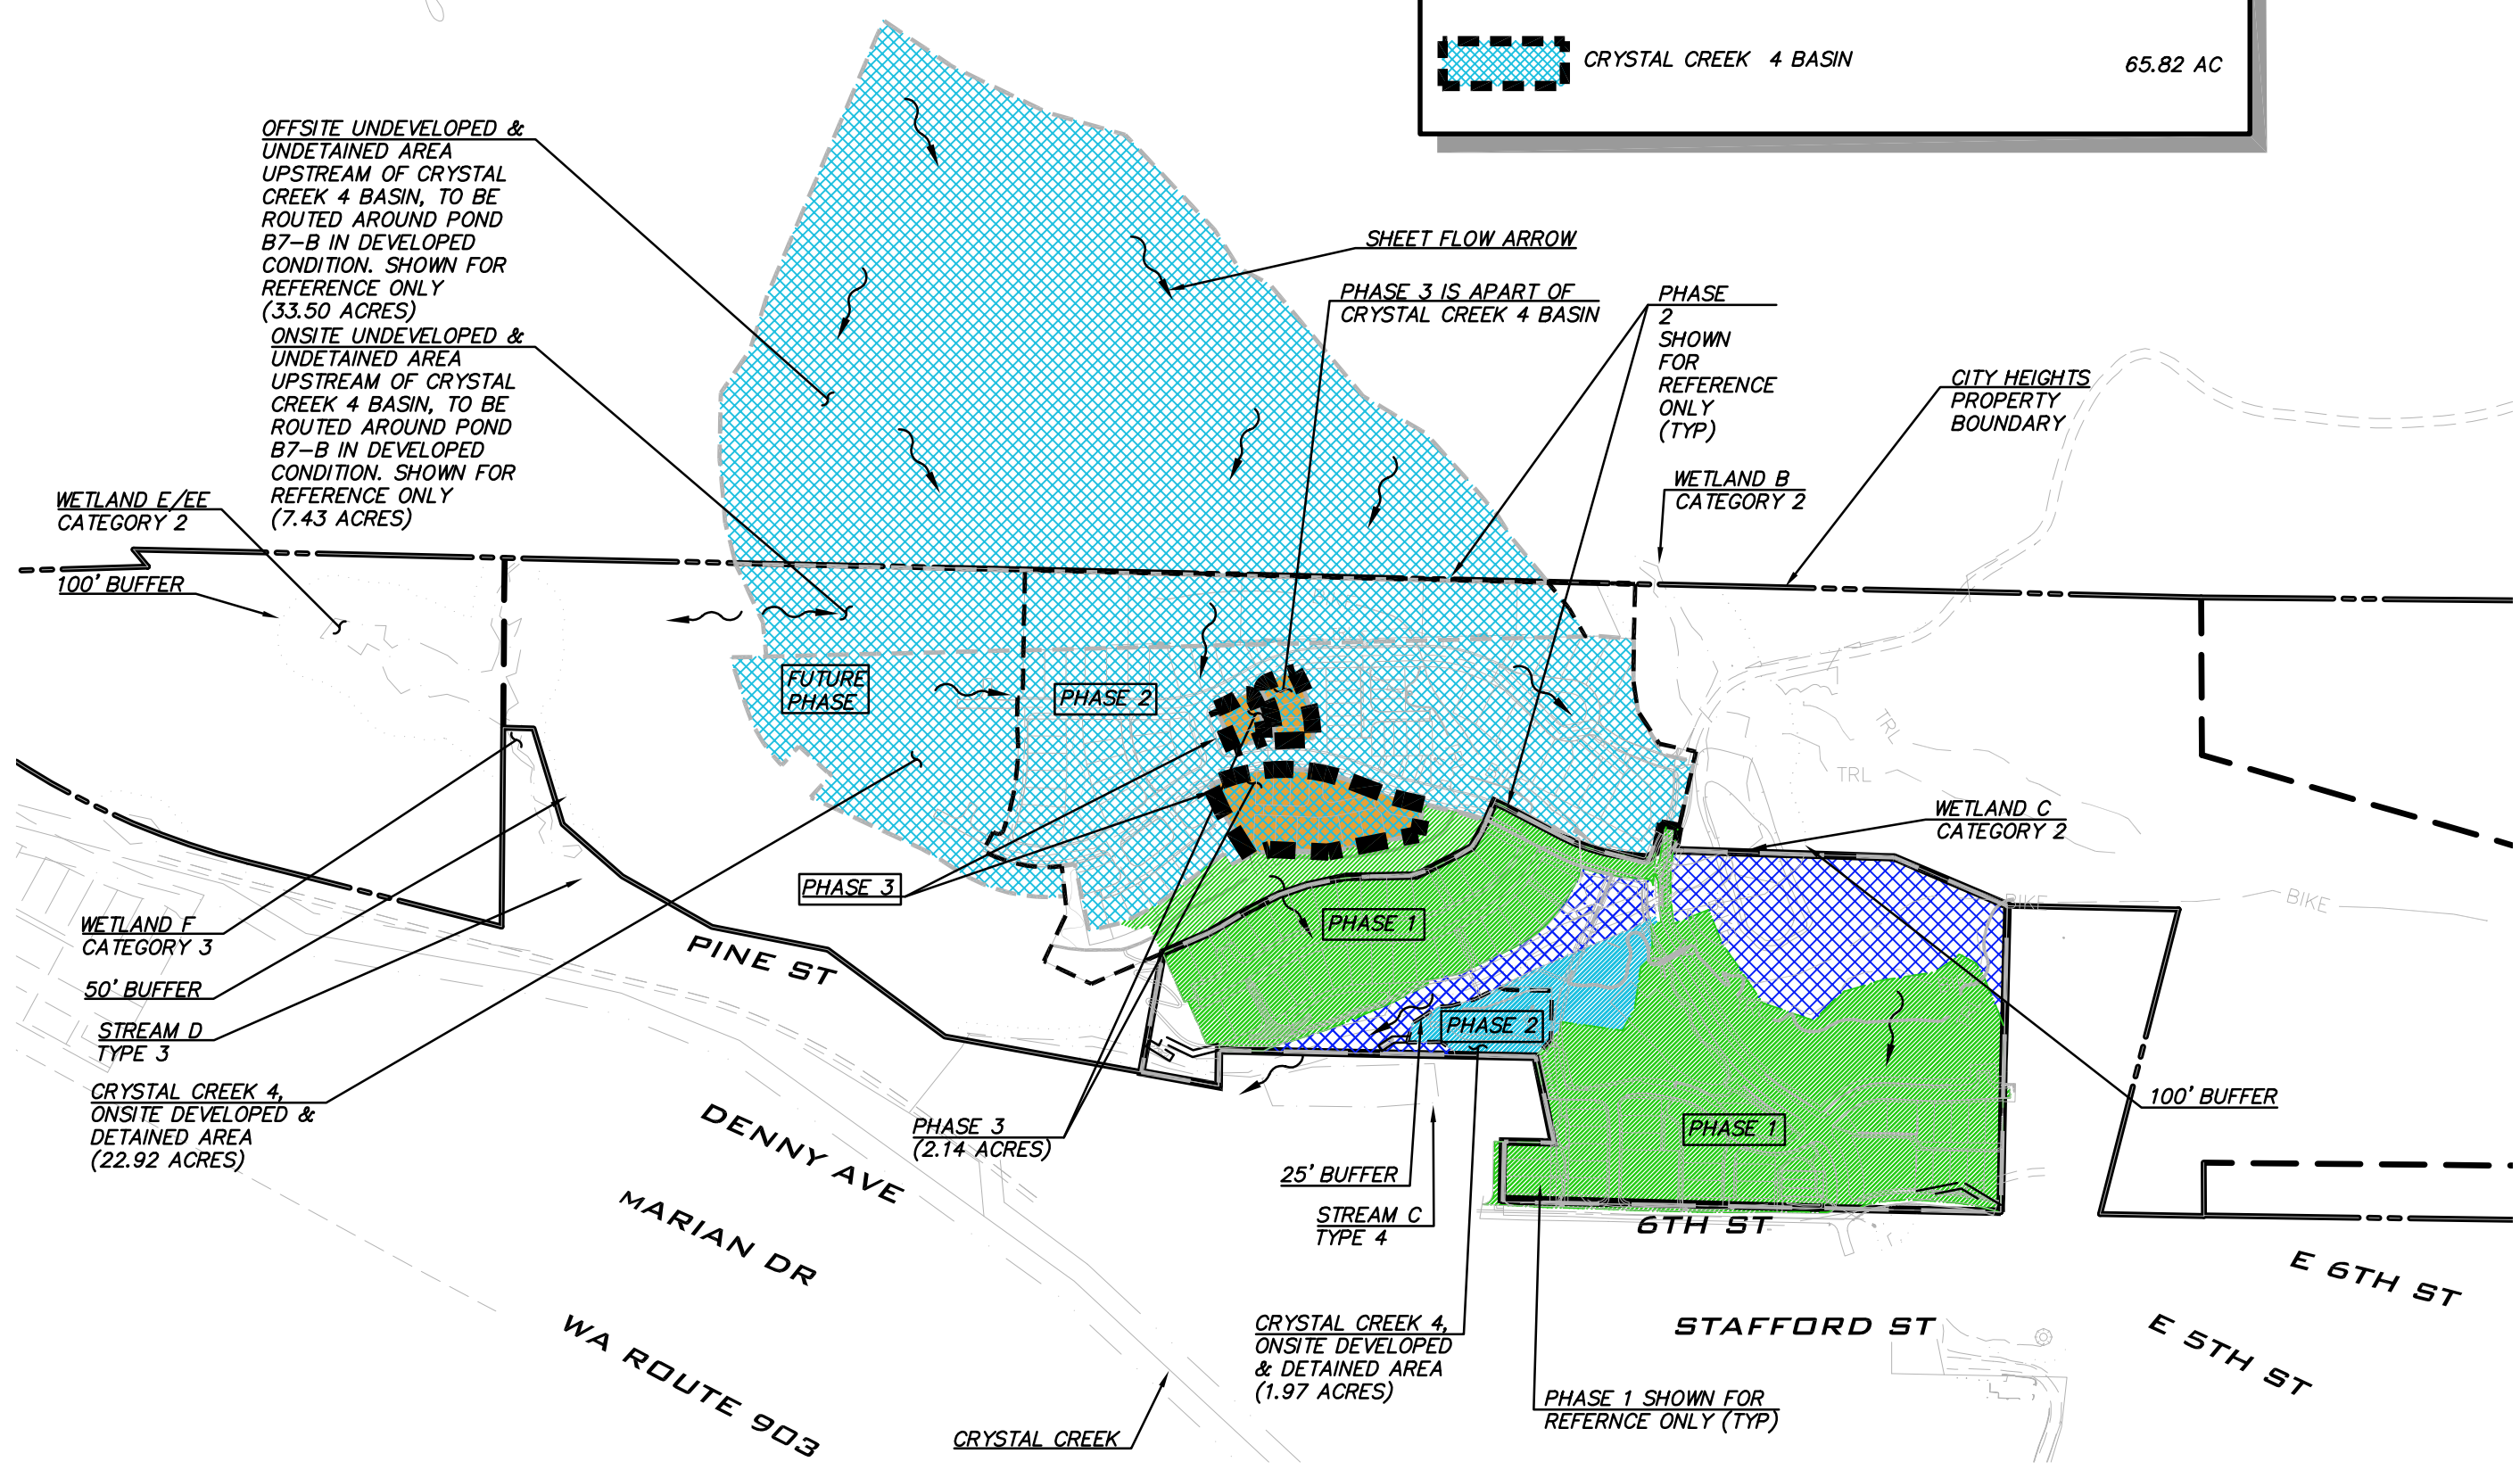 CRYSTAL CREEK 4 BASIN 65.82 AC
OFFSITE UNDEVELOPED &
UNDETAINED AREA
UPSTREAM OF CRYSTAL
CREEK 4 BASIN, TO BE
ROUTED AROUND POND
B7-B IN DEVELOPED
CONDITION. SHOWN FOR
REFERENCE ONLY
(33.50 ACRES)
ONSITE UNDEVELOPED &
UNDETAINED AREA
UPSTREAM OF CRYSTAL
CREEK 4 BASIN, TO BE
ROUTED AROUND POND
B7-B IN DEVELOPED
CONDITION. SHOWN FOR
REFERENCE ONLY
(7.43 ACRES)
SHEET FLOW ARROW
PHASE 3 IS APART OF
CRYSTAL CREEK 4 BASIN
PHASE
2
SHOWN
FOR
REFERENCE
ONLY
(TYP)
CITY HEIGHTS
PROPERTY
BOUNDARY
WETLAND B
CATEGORY 2
WETLAND E/EE
CATEGORY 2
100' BUFFER
FUTURE
PHASE
PHASE 2
TRL
TRL
WETLAND C
CATEGORY 2
PHASE 3
BIKE
BIKE
PHASE 1
WETLAND F
CATEGORY 3
PINE ST
50' BUFFER
STREAM D
TYPE 3
PHASE 2
CRYSTAL CREEK 4,
ONSITE DEVELOPED &
DETAINED AREA
(22.92 ACRES)
100' BUFFER
DENNY AVE
PHASE 3
(2.14 ACRES)
PHASE 1
25' BUFFER
MARIAN DR
STREAM C
TYPE 4
6TH ST
E 6TH ST
WA ROUTE 903
CRYSTAL CREEK 4,
ONSITE DEVELOPED
& DETAINED AREA
(1.97 ACRES)
STAFFORD ST
E 5TH ST
PHASE 1 SHOWN FOR
REFERNCE ONLY (TYP)
CRYSTAL CREEK